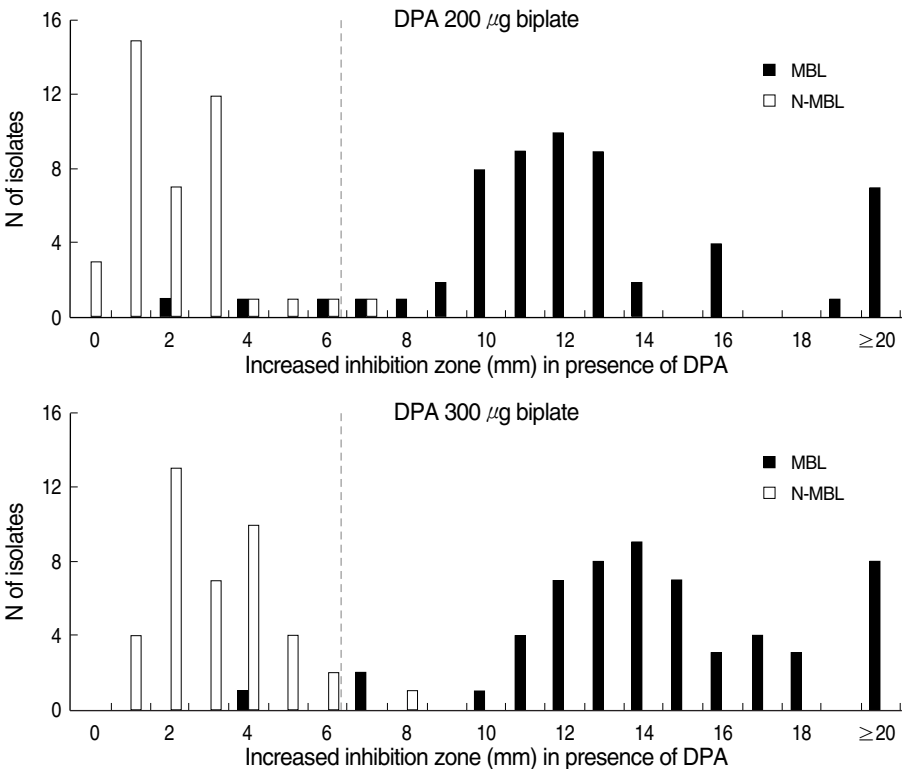 DPA 200 μg biplate
16
12
8
4
0
N of isolates
MBL
N-MBL
0 2 4 6 8 10 12 14 16 18 ≥20
Increased inhibition zone (mm) in presence of DPA
DPA 300 μg biplate
16
12
8
4
0
N of isolates
MBL
N-MBL
0 2 4 6 8 10 12 14 16 18 ≥20
Increased inhibition zone (mm) in presence of DPA